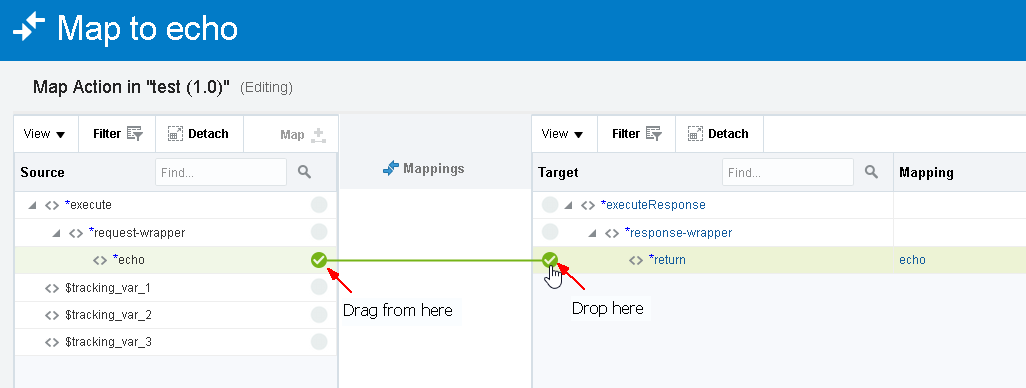 Map to echo
Map Action in "test (1.0)" (Editing)
View Filter Detach Map
View Filter Detach
Source Find...
Mappings
Target Find... Mapping
*execute
*executeResponse
*request-wrapper
*response-wrapper
*echo
*return echo
$tracking_var_1
Drag from here
Drop here
$tracking_var_2
$tracking_var_3